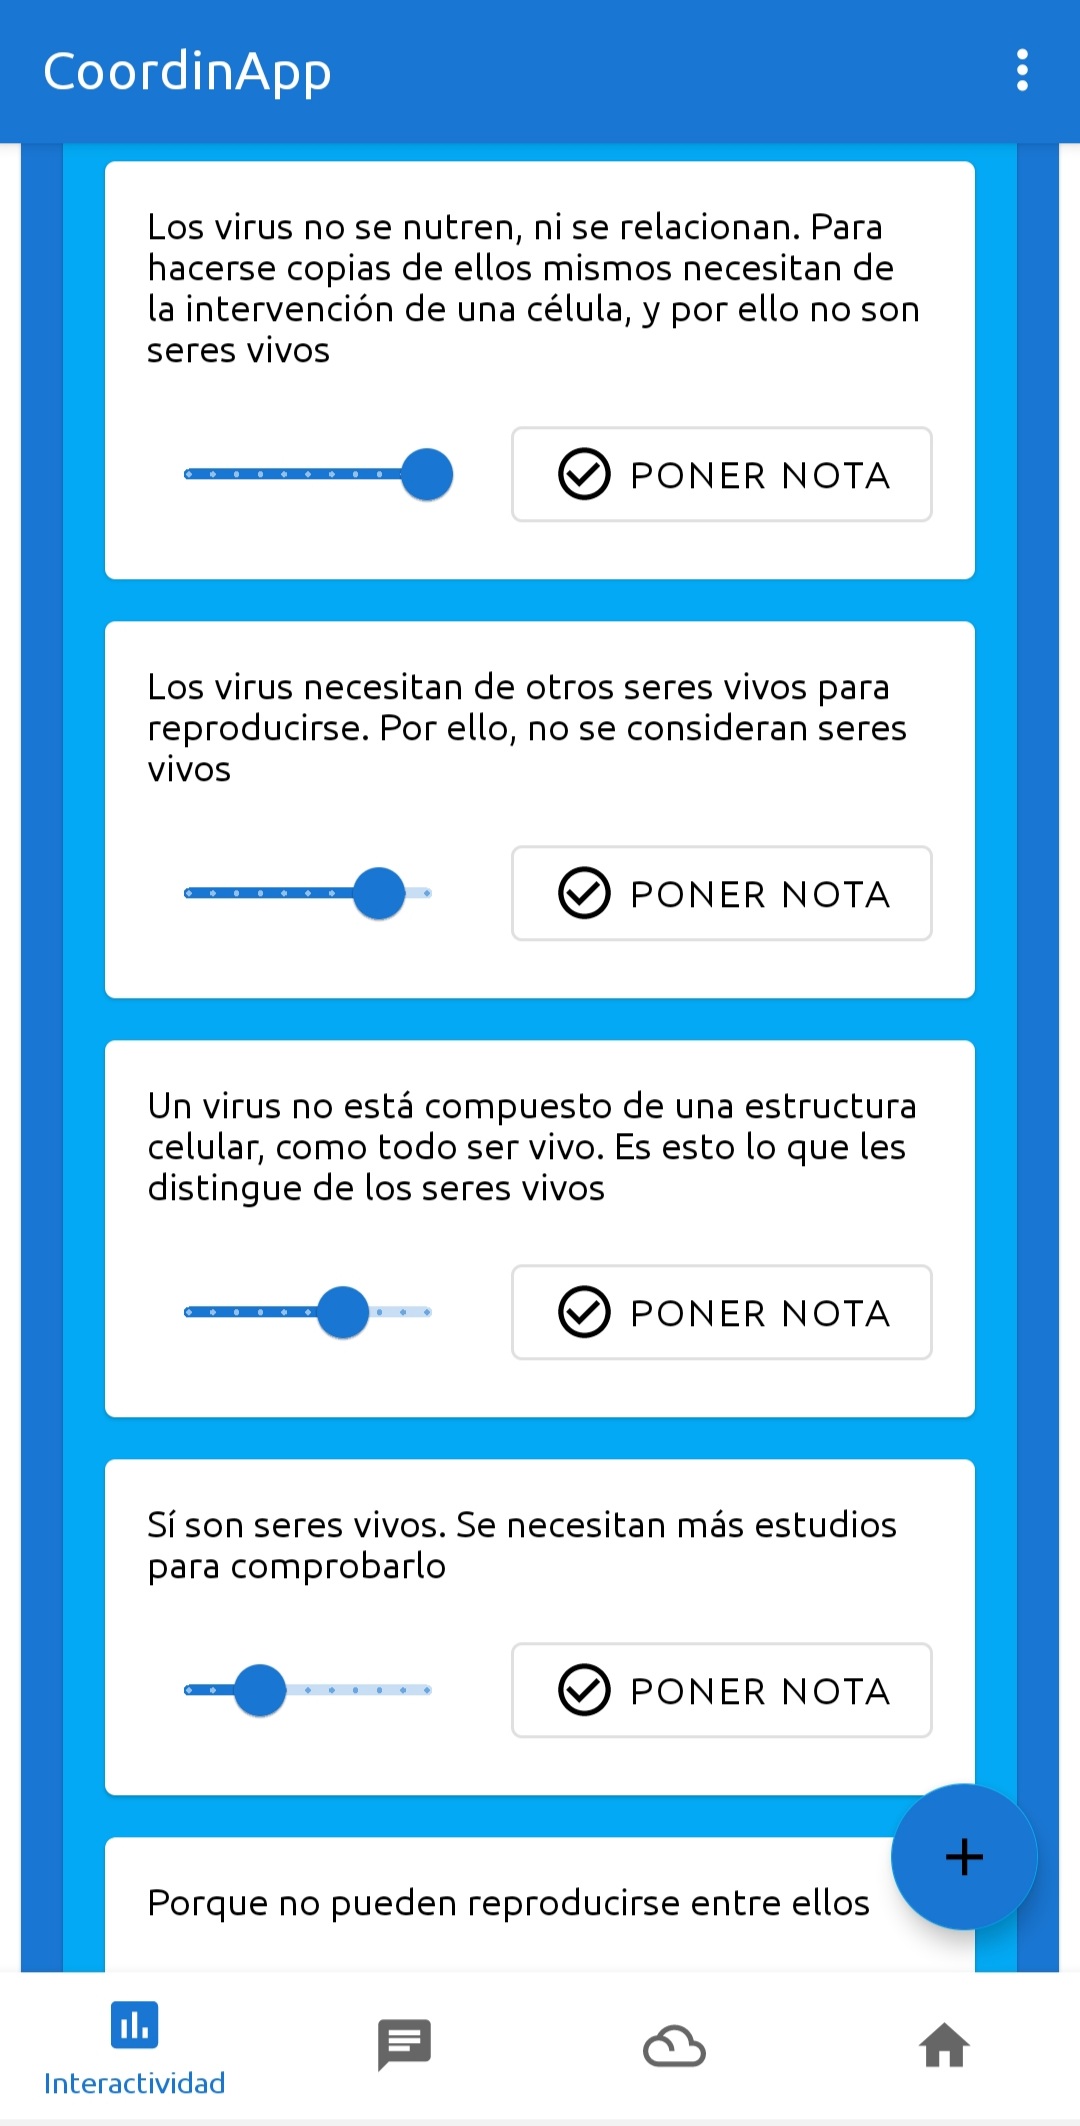 CoordinApp
Los virus no se nutren, ni se relacionan. Para
hacerse copias de ellos mismos necesitan de
la intervención de una célula, y por ello no son
seres vivos
PONER NOTA
Los virus necesitan de otros seres vivos para
reproducirse. Por ello, no se consideran seres
vivos
PONER NOTA
Un virus no está compuesto de una estructura
celular, como todo ser vivo. Es esto lo que les
distingue de los seres vivos
PONER NOTA
Sí son seres vivos. Se necesitan más estudios
para comprobarlo
PONER NOTA
Porque no pueden reproducirse entre ellos
Interactividad